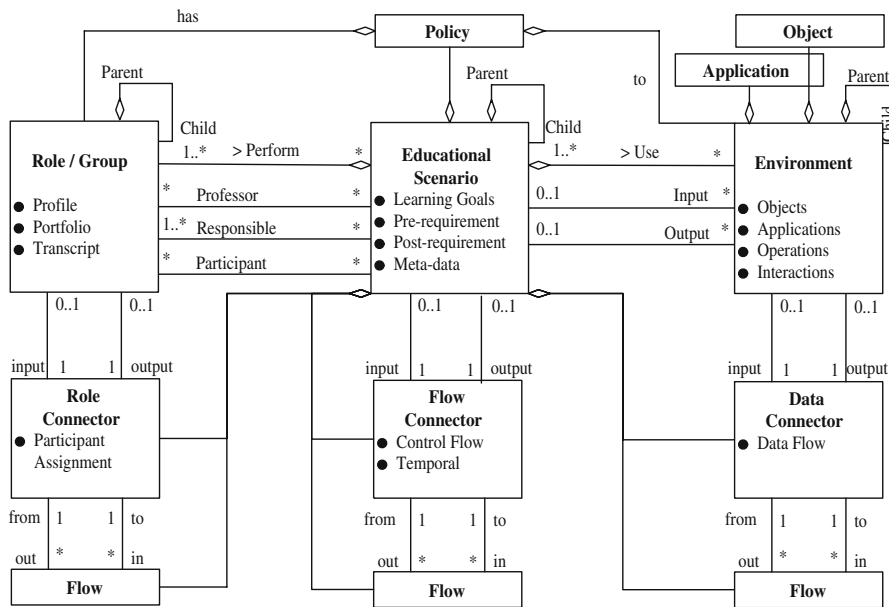 has
Policy
Object
Application
to
Parent
Parent
Parent
Child
Child
Child
Role / Group
1..*
> Perform
*
Educational
Scenario
1..*
> Use
*
Environment
Profile
Portfolio
Transcript
*
Professor
*
1..*
Responsible
*
*
Participant
*
Learning Goals
Pre-requirement
Post-requirement
Meta-data
0..1
Input
*
0..1
Output
*
Objects
Applications
Operations
Interactions
0..1
0..1
0..1
0..1
0..1
0..1
input
1
1
output
input
1
1
output
input
1
1
output
Role
Connector
Participant
Assignment
Flow
Connector
Control Flow
Temporal
Data
Connector
Data Flow
from
1
1
to
from
1
1
to
from
1
1
to
out
*
*
in
out
*
*
in
out
*
*
in
Flow
Flow
Flow